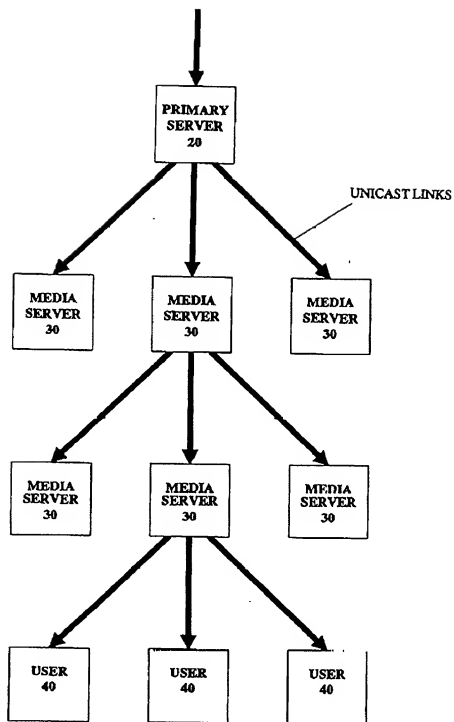 PRIMARY
SERVER
20
UNICAST LINKS
MEDIA
SERVER
30
MEDIA
SERVER
30
MEDIA
SERVER
30
MEDIA
SERVER
30
MEDIA
SERVER
30
MEDIA
SERVER
30
USER
40
USER
40
USER
40